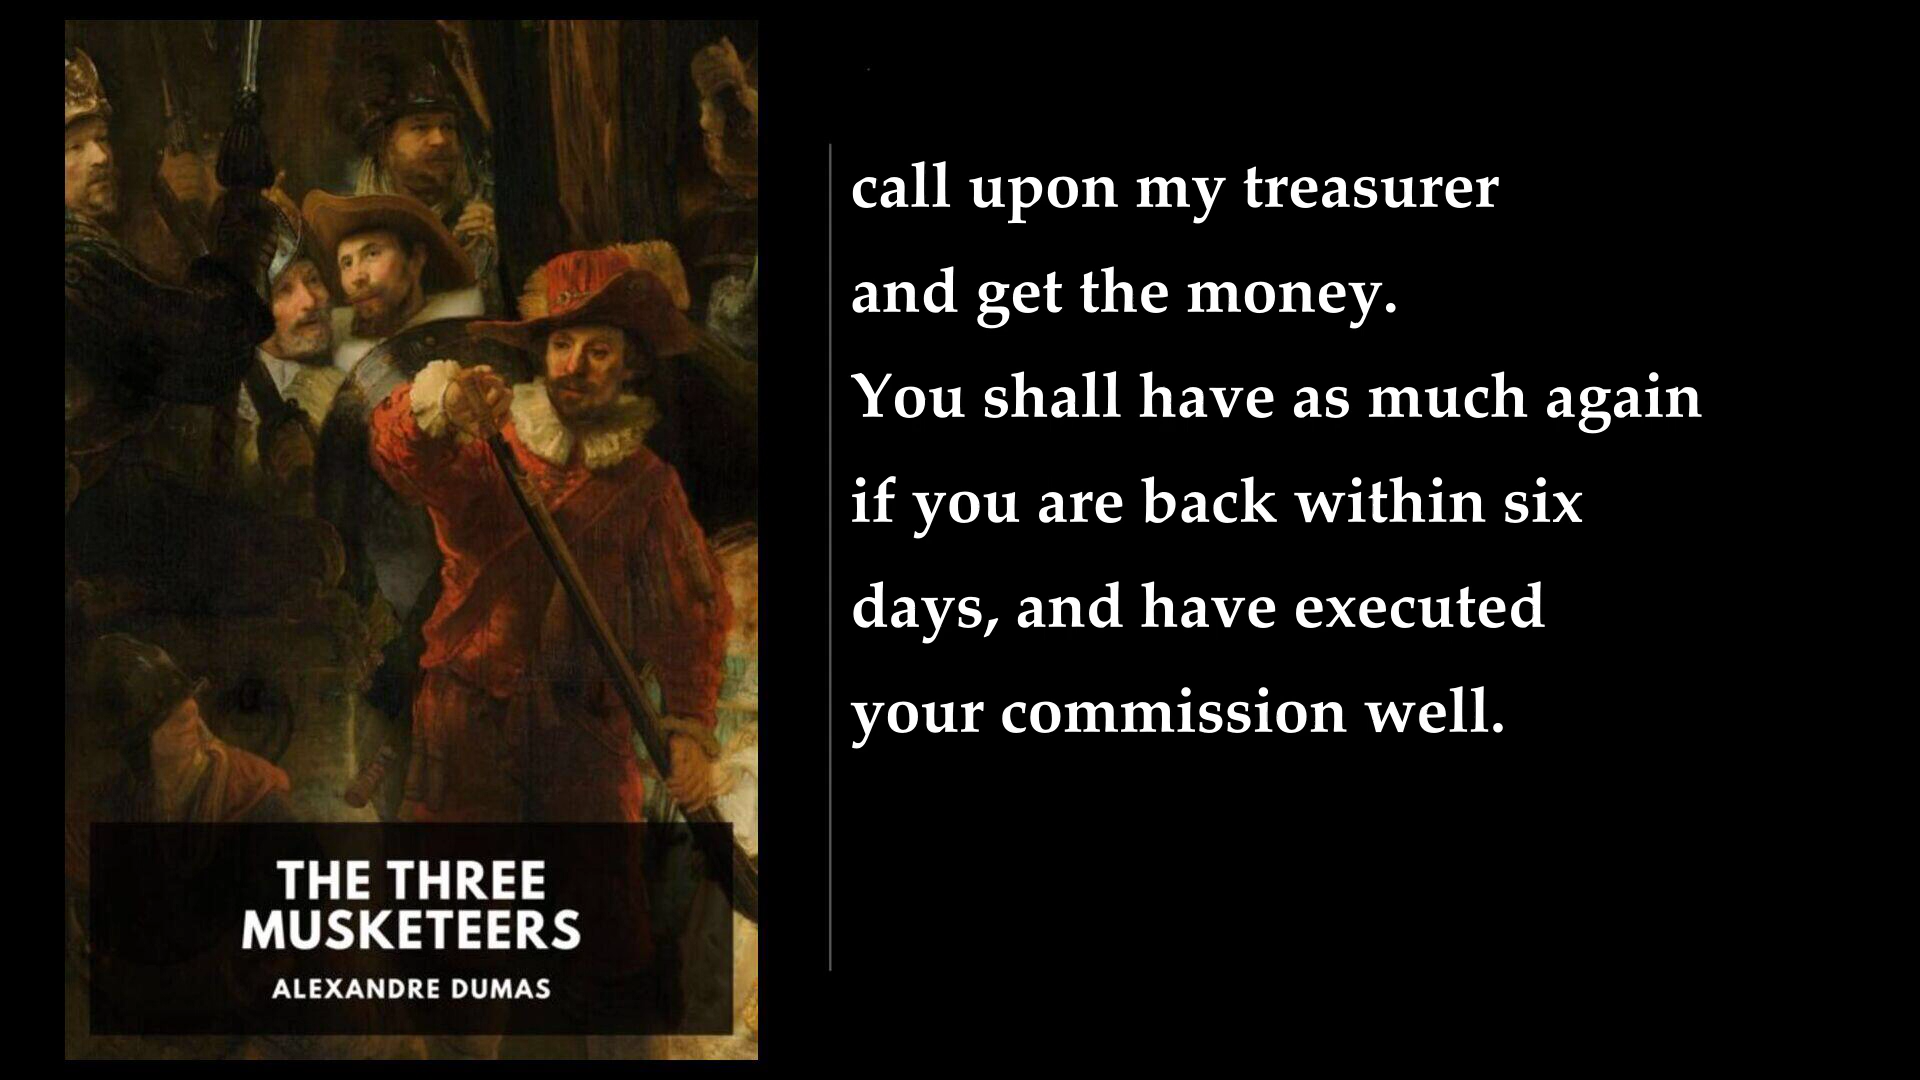 call upon my treasurer
and get the money.
You shall have as much again
if you are back within six
days, and have executed
your commission well.
THE THREE
MUSKETEERS
ALEXANDRE DUMAS